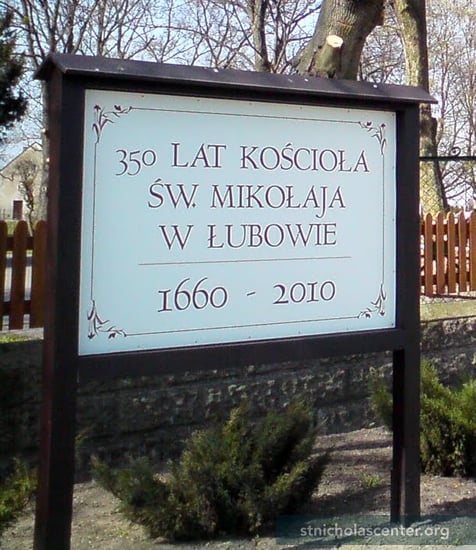 350 LAT KOŚCIOŁA
ŚW. MIKOŁAJA
W ŁUBOWIE
1660 - 2010
stnicholascenter.org